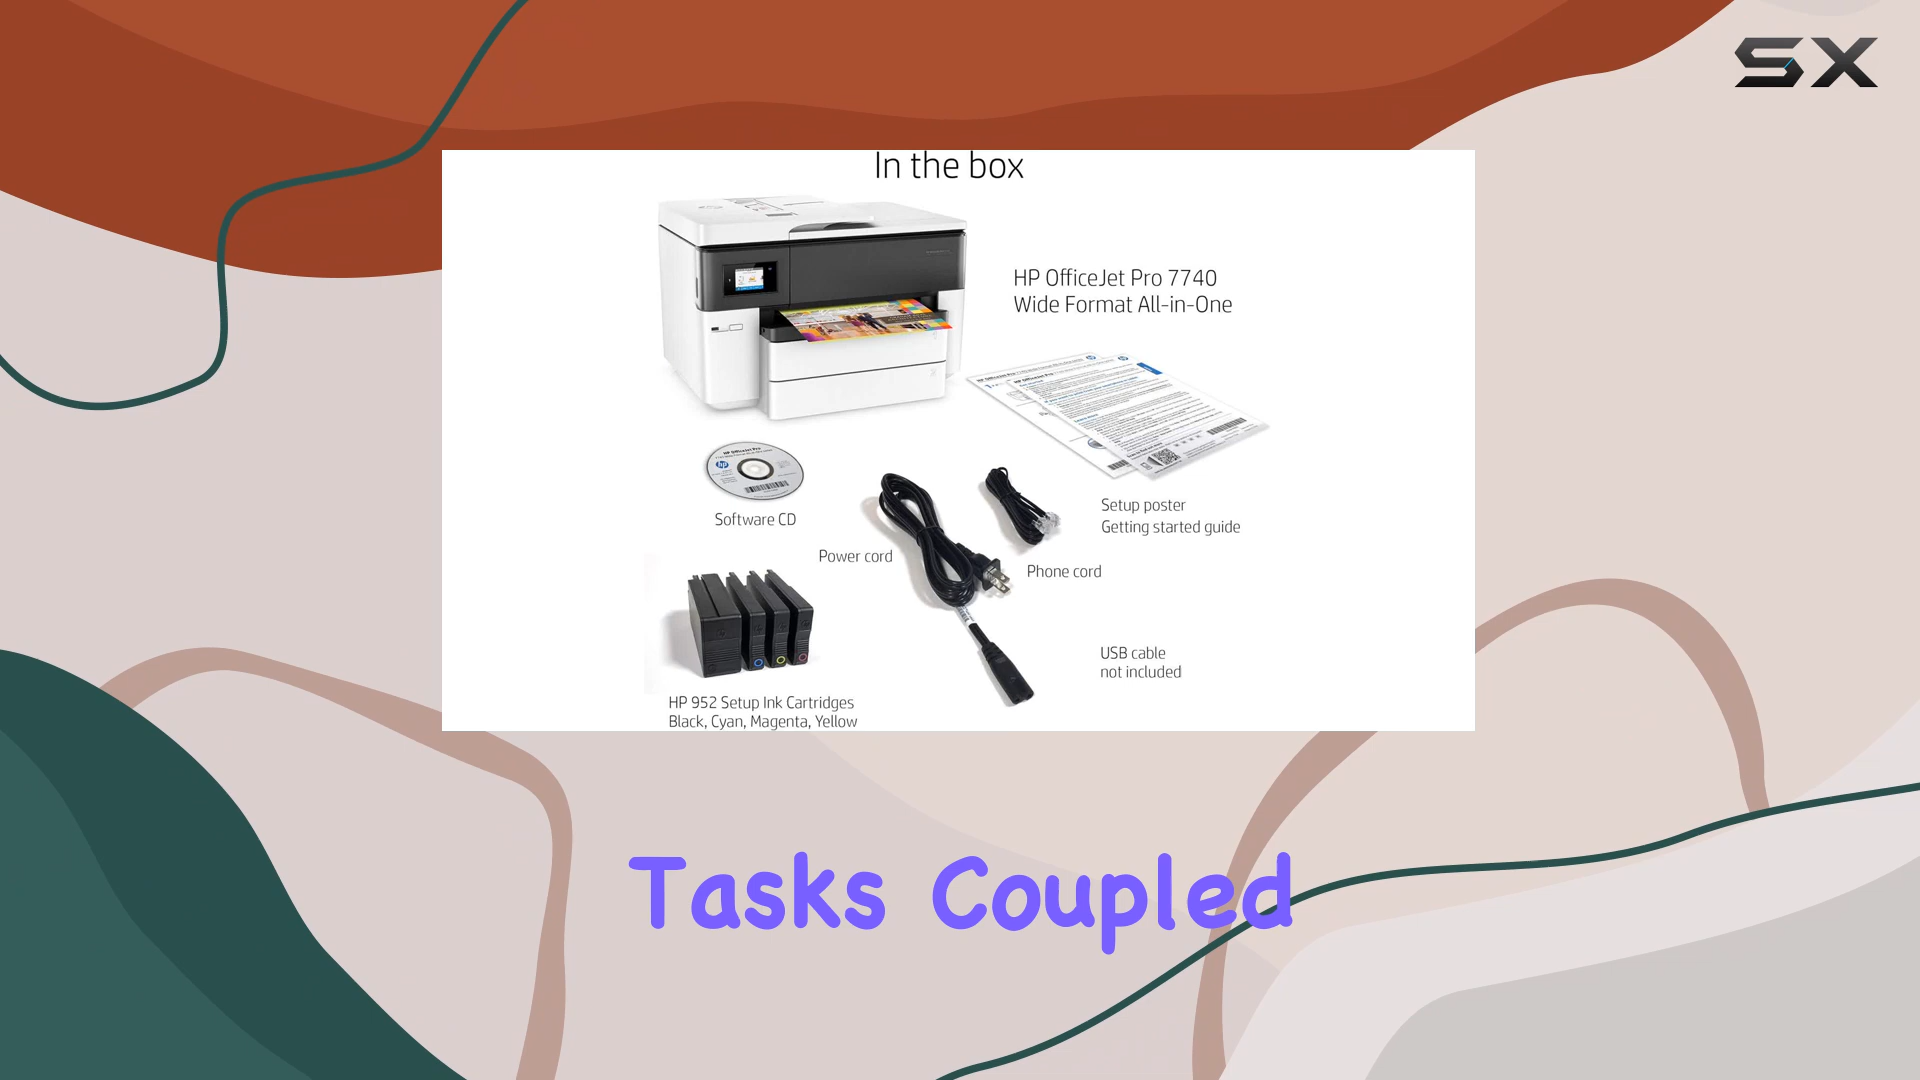 SX
In the box
HP OfficeJet Pro 7740
Wide Format All-in-One
Software CD
Setup poster
Getting started guide
Power cord
Phone cord
USB cable
not included
HP 952 Setup Ink Cartridges
Black, Cyan, Magenta, Yellow
Tasks Coupled